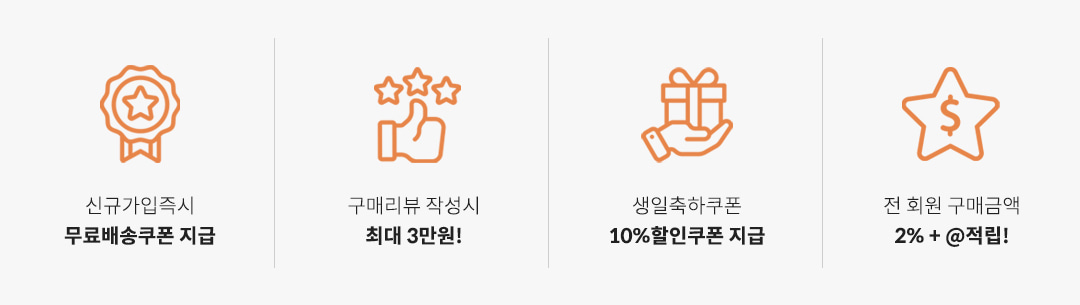 신규가입즉시
무료배송쿠폰 지급
구매리뷰 작성시
최대 3만원!
생일축하쿠폰
10%할인쿠폰 지급
$
전 회원 구매금액
2% + @적립!